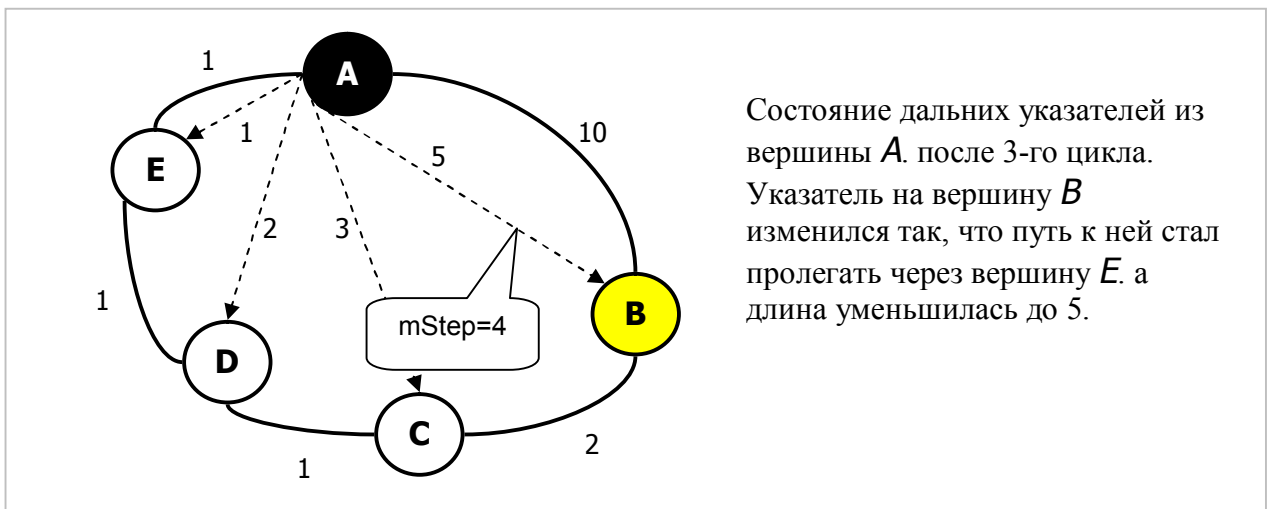 1
A
10
1
5
E
2
3
mStep=4
B
1
D
C
2
1
Состояние дальних указателей из
вершины A. после 3-го цикла.
Указатель на вершину B
изменился так, что путь к ней стал
пролегать через вершину E. а
длина уменьшилась до 5.